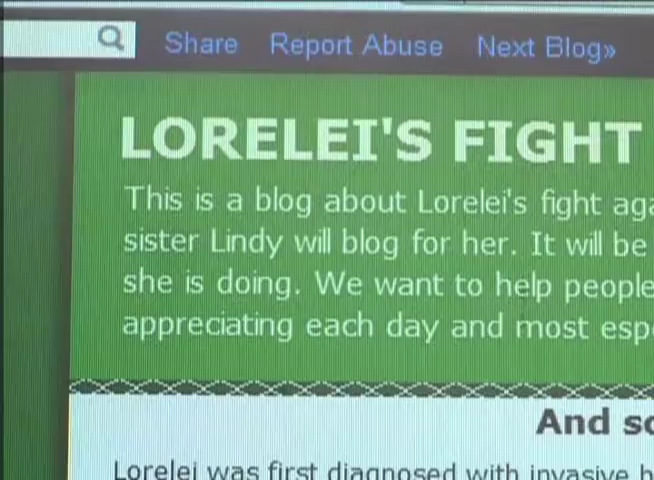 Share Report Abuse Next Blog»
LORELEI'S FIGHT
This is a blog about Lorelei's fight
sister Lindy will blog for her. It will be
she is doing. We want to help people
appreciating each day and most
And
Lorelei was first diagnosed with invasive